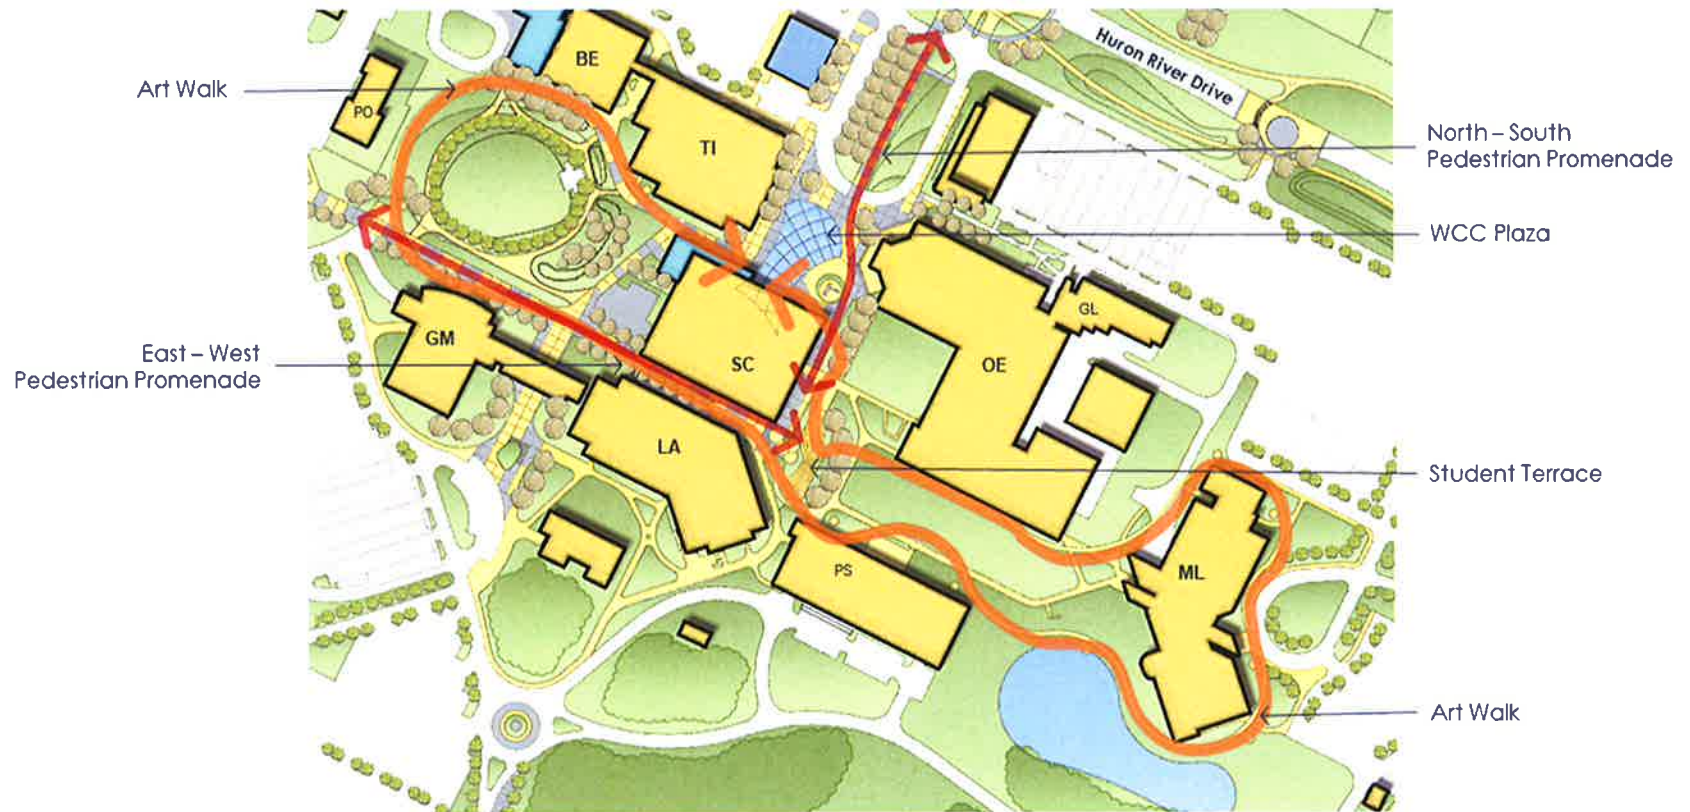 BE
Huron River Drive
Art Walk
PO
TI
North – South
Pedestrian Promenade
WCC Plaza
GL
GM
SC
OE
East – West
Pedestrian Promenade
LA
Student Terrace
PS
ML
Art Walk